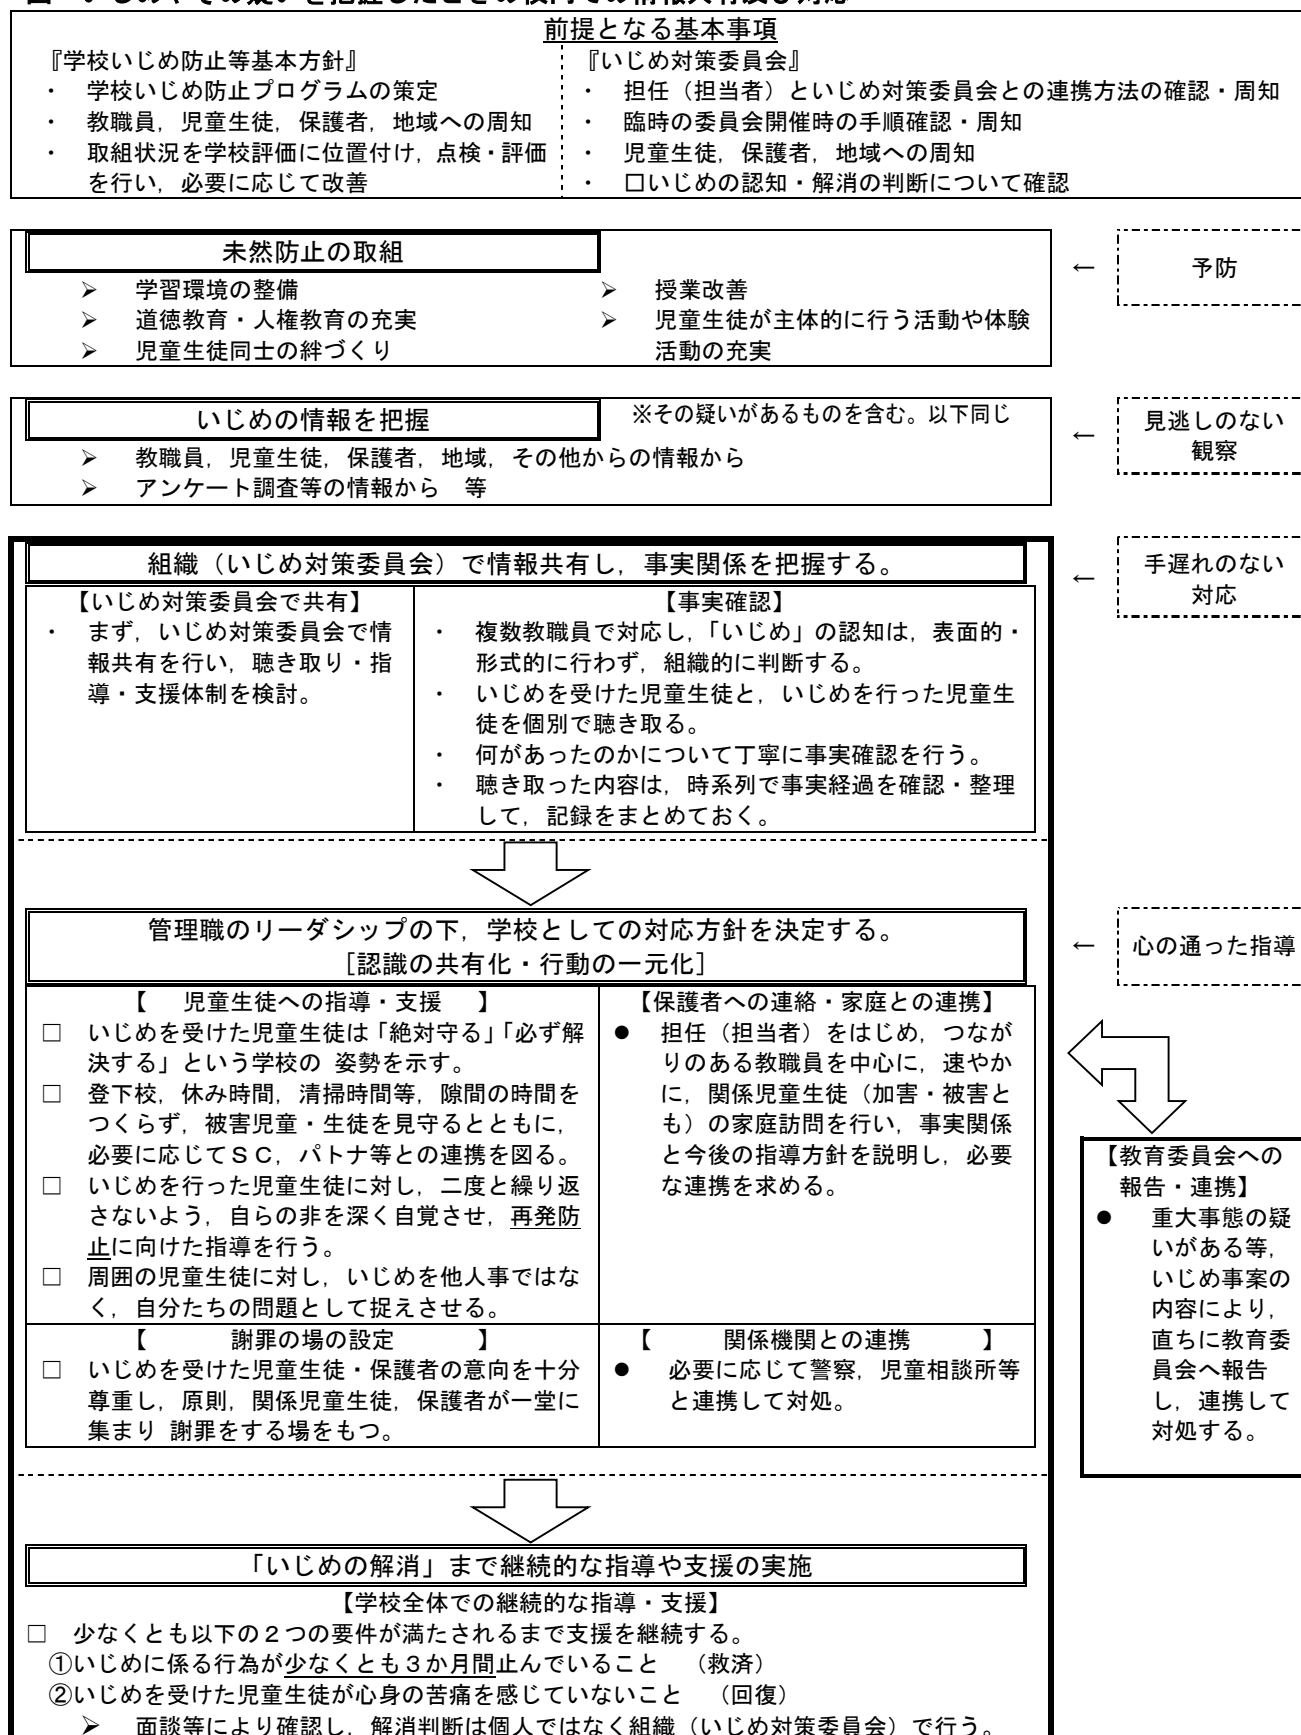 図 いじめやその疑いを把握したときの校内での情報共有及び対応
前提となる基本事項
『学校いじめ防止等基本方針』
・ 学校いじめ防止プログラムの策定
・ 教職員，児童生徒，保護者，地域への周知
・ 取組状況を学校評価に位置付け，点検・評価
を行い，必要に応じて改善
『いじめ対策委員会』
・ 担任（担当者）といじめ対策委員会との連携方法の確認・周知
・ 臨時の委員会開催時の手順確認・周知
・ 児童生徒，保護者，地域への周知
・ □いじめの認知・解消の判断について確認
未然防止の取組
➢ 学習環境の整備
➢ 道徳教育・人権教育の充実
➢ 児童生徒同士の絆づくり
➢ 授業改善
➢ 児童生徒が主体的に行う活動や体験
活動の充実
← 予防
いじめの情報を把握
※その疑いがあるものを含む。以下同じ
➢ 教職員，児童生徒，保護者，地域，その他からの情報から
➢ アンケート調査等の情報から 等
← 見逃しのない
観察
組織（いじめ対策委員会）で情報共有し，事実関係を把握する。
← 手遅れのない
対応
【いじめ対策委員会で共有】
・ まず，いじめ対策委員会で情
報共有を行い，聴き取り・指
導・支援体制を検討。
【事実確認】
・ 複数教職員で対応し，「いじめ」の認知は，表面的・
形式的に行わず，組織的に判断する。
・ いじめを受けた児童生徒と，いじめを行った児童生
徒を個別で聴き取る。
・ 何があったのかについて丁寧に事実確認を行う。
・ 聴き取った内容は，時系列で事実経過を確認・整理
して，記録をまとめておく。
管理職のリーダシップの下，学校としての対応方針を決定する。
［認識の共有化・行動の一元化］
← 心の通った指導
【 児童生徒への指導・支援 】
□ いじめを受けた児童生徒は「絶対守る」「必ず解
決する」という学校の 姿勢を示す。
□ 登下校，休み時間，清掃時間等，隙間の時間を
つくらず，被害児童・生徒を見守るとともに，
必要に応じてＳＣ，パトナ等との連携を図る。
□ いじめを行った児童生徒に対し，二度と繰り返
さないよう，自らの非を深く自覚させ，再発防
止に向けた指導を行う。
□ 周囲の児童生徒に対し，いじめを他人事ではな
く，自分たちの問題として捉えさせる。
【保護者への連絡・家庭との連携】
● 担任（担当者）をはじめ，つなが
りのある教職員を中心に，速やか
に，関係児童生徒（加害・被害と
も）の家庭訪問を行い，事実関係
と今後の指導方針を説明し，必要
な連携を求める。
【 謝罪の場の設定 】
□ いじめを受けた児童生徒・保護者の意向を十分
尊重し，原則，関係児童生徒，保護者が一堂に
集まり 謝罪をする場をもつ。
【 関係機関との連携 】
● 必要に応じて警察，児童相談所等
と連携して対処。
【教育委員会への
報告・連携】
● 重大事態の疑
いがある等，
いじめ事案の
内容により，
直ちに教育委
員会へ報告
し，連携して
対処する。
「いじめの解消」まで継続的な指導や支援の実施
【学校全体での継続的な指導・支援】
□ 少なくとも以下の２つの要件が満たされるまで支援を継続する。
①いじめに係る行為が少なくとも３か月間止んでいること （救済）
②いじめを受けた児童生徒が心身の苦痛を感じていないこと （回復）
➢ 面談等により確認し，解消判断は個人ではなく組織（いじめ対策委員会）で行う。